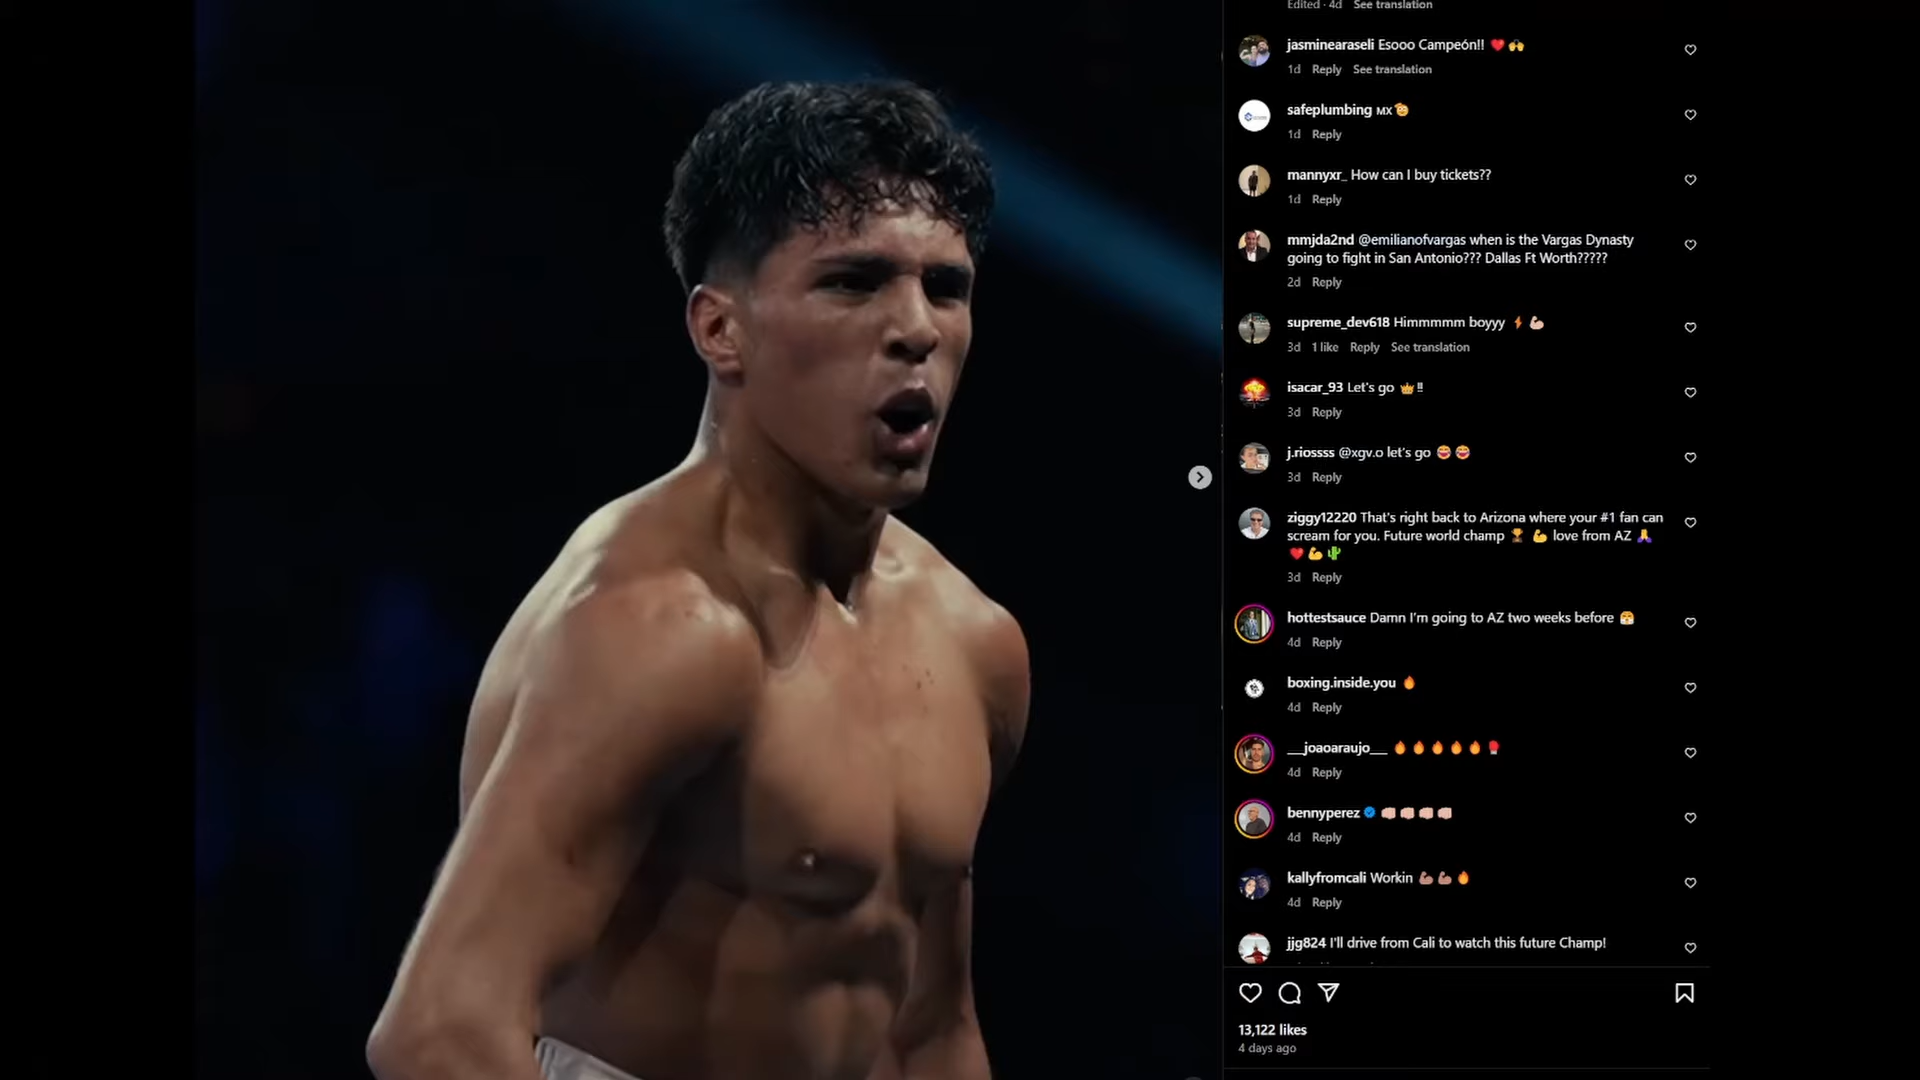 Edited · 4d See translation
jasminearaseli Esooo Campeón!! ❤️🙌
1d Reply See translation
safeplumbing MX🤠
1d Reply
mannyxr_ How can I buy tickets??
1d Reply
mmjda2nd @emilianofvargas when is the Vargas Dynasty
going to fight in San Antonio??? Dallas Ft Worth?????
2d Reply
supreme_dev618 Himmmmm boyyy ⚡💪🏻
3d 1 like Reply See translation
isacar_93 Let's go 👑‼️
3d Reply
j.riossss @xgv.o let's go 😂😂
3d Reply
ziggy12220 That's right back to Arizona where your #1 fan can
scream for you. Future world champ 🏆 💪 love from AZ 🙏
❤️💪🌵
3d Reply
hottestsauce Damn I'm going to AZ two weeks before 😤
4d Reply
boxing.inside.you 🔥
4d Reply
__joaoaraujo__ 🔥🔥🔥🔥🔥🥊
4d Reply
bennyperez 👊🏻👊🏻👊🏻👊🏻
4d Reply
kallyfromcali Workin 💪🏽💪🏽🔥
4d Reply
jjg824 I'll drive from Cali to watch this future Champ!
13,122 likes
4 days ago